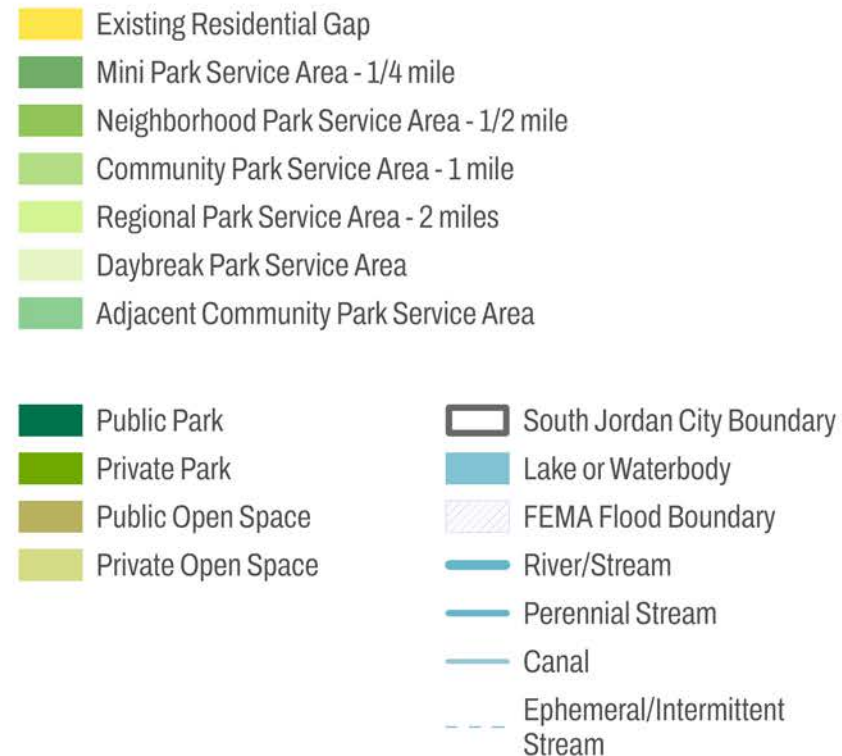 Existing Residential Gap
Mini Park Service Area - 1/4 mile
Neighborhood Park Service Area - 1/2 mile
Community Park Service Area - 1 mile
Regional Park Service Area - 2 miles
Daybreak Park Service Area
Adjacent Community Park Service Area
Public Park
Private Park
Public Open Space
Private Open Space
South Jordan City Boundary
Lake or Waterbody
FEMA Flood Boundary
River/Stream
Perennial Stream
Canal
Ephemeral/Intermittent
Stream